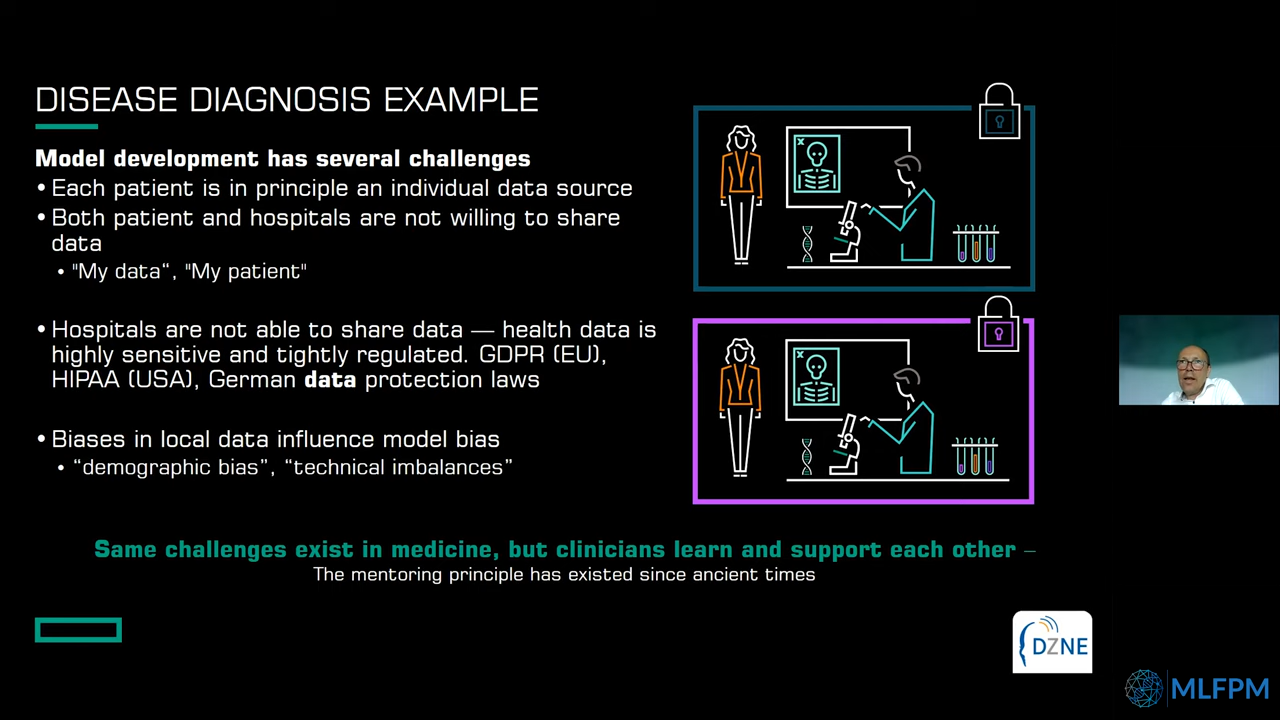 DISEASE DIAGNOSIS EXAMPLE
Model development has several challenges
• Each patient is in principle an individual data source
• Both patient and hospitals are not willing to share
data
• "My data“, "My patient"
• Hospitals are not able to share data — health data is
highly sensitive and tightly regulated. GDPR (EU),
HIPAA (USA), German data protection laws
• Biases in local data influence model bias
• “demographic bias”, “technical imbalances”
Same challenges exist in medicine, but clinicians learn and support each other –
The mentoring principle has existed since ancient times
x
x
DZNE
MLFPM